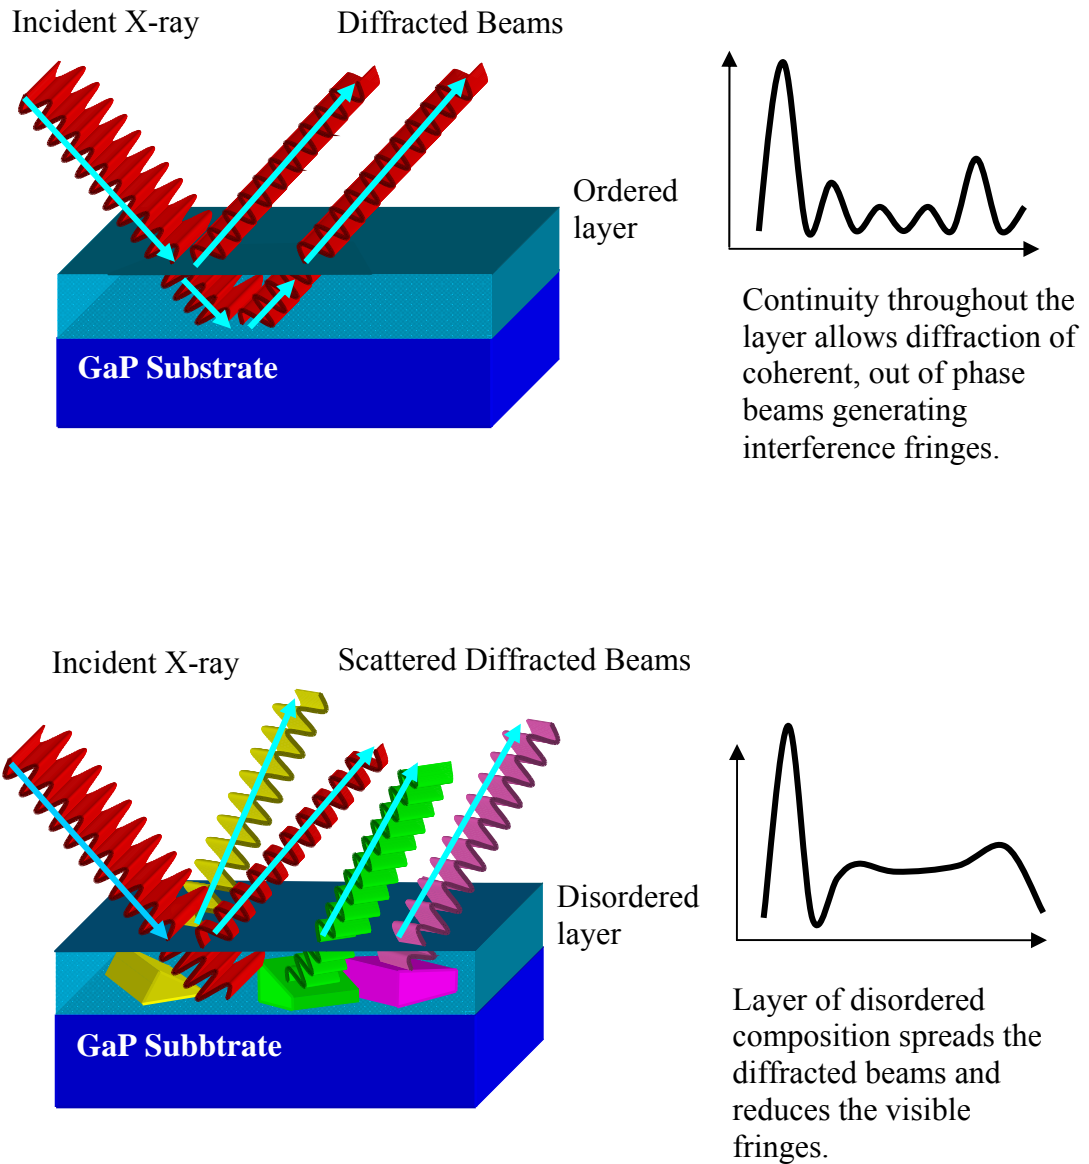 Incident X-ray
Diffracted Beams
Ordered
layer
GaP Substrate
Continuity throughout the
layer allows diffraction of
coherent, out of phase
beams generating
interference fringes.
Incident X-ray
Scattered Diffracted Beams
Disordered
layer
GaP Subbtrate
Layer of disordered
composition spreads the
diffracted beams and
reduces the visible
fringes.